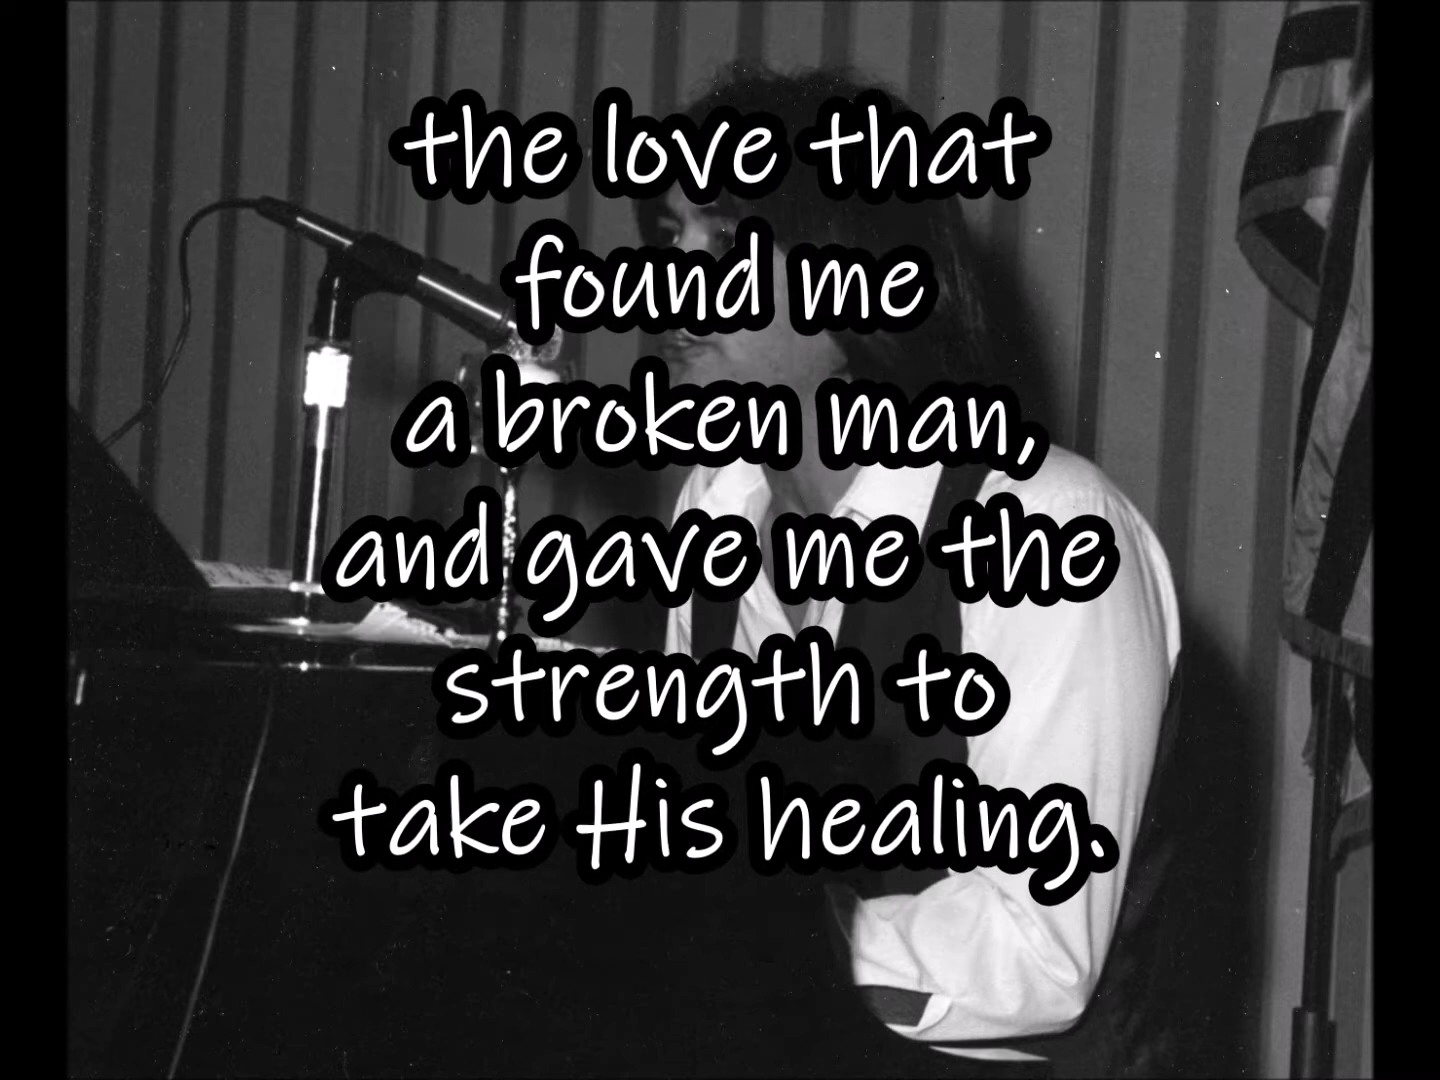 the love that
found me
a broken man,
and gave me the
strength to
take His healing.